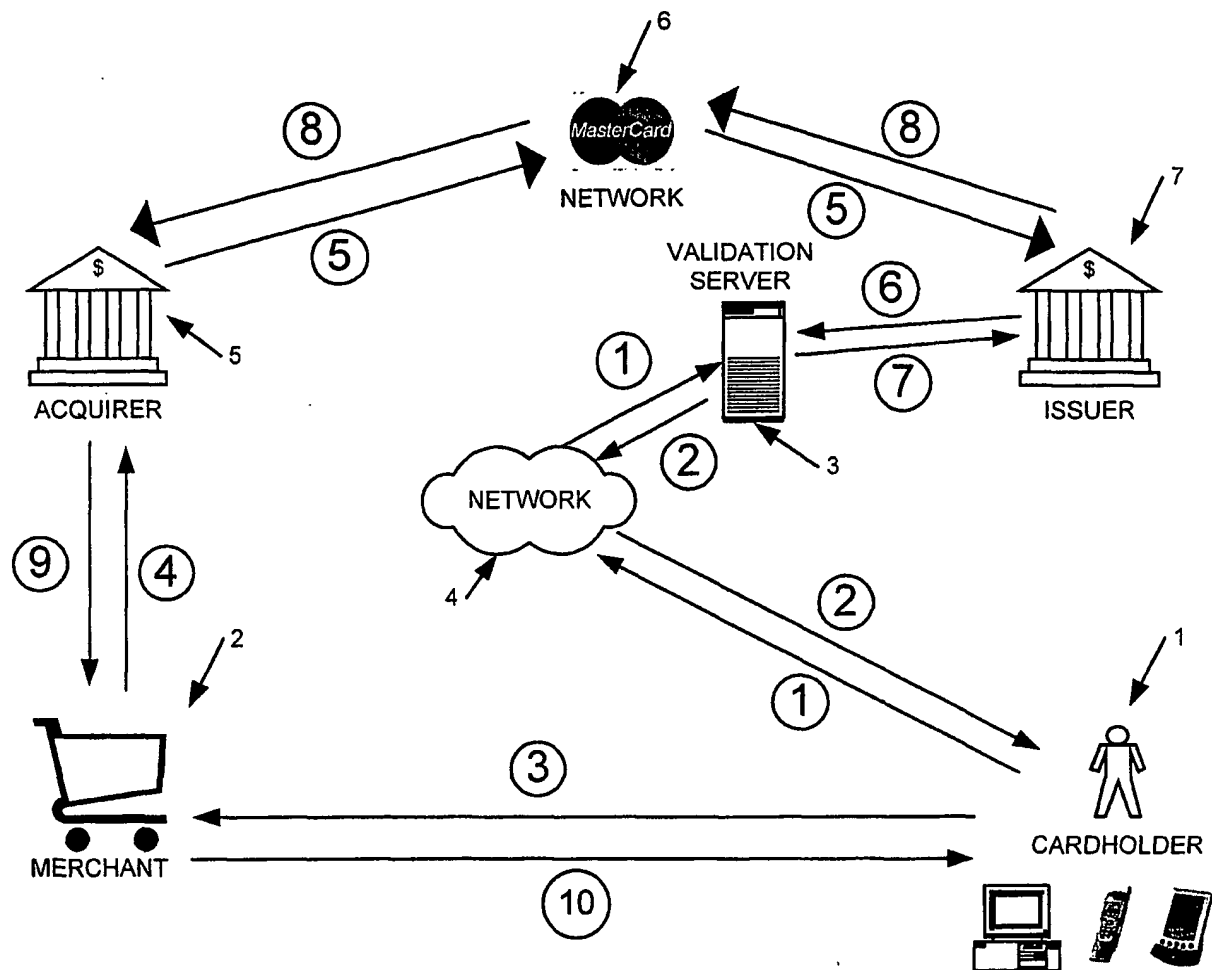 6
8
MasterCard
8
NETWORK
7
5
5
VALIDATION
SERVER
$
$
6
5
1
7
ACQUIRER
ISSUER
2
3
NETWORK
9
4
4
2
2
1
1
3
MERCHANT
CARDHOLDER
10